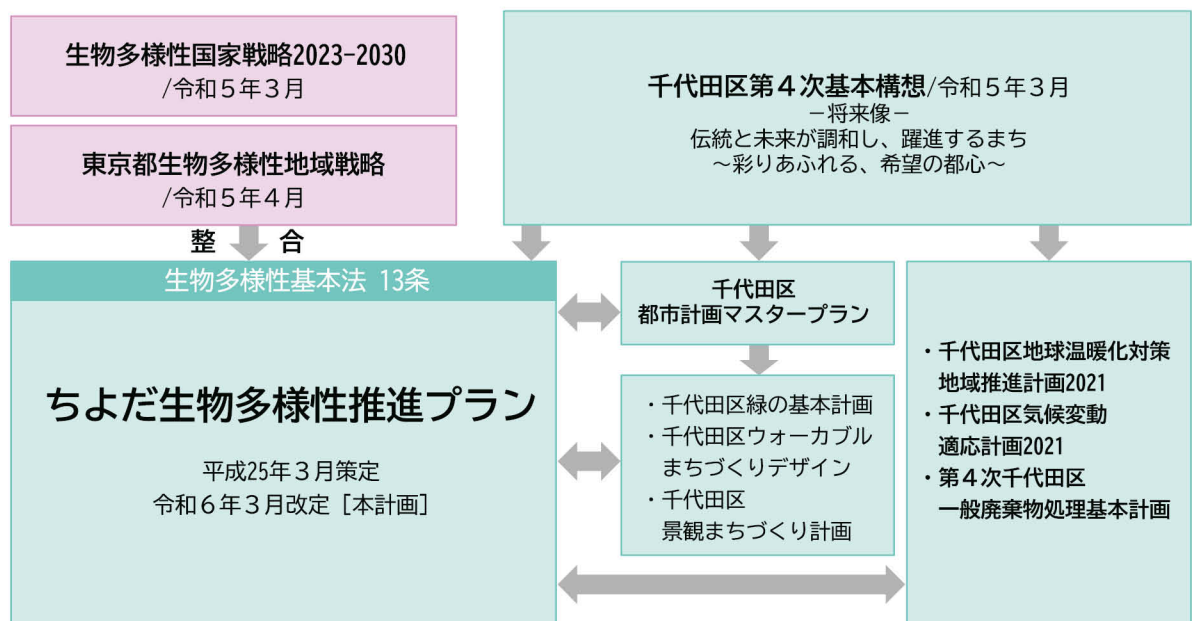 生物多様性国家戦略2023-2030
/令和5年3月
東京都生物多様性地域戦略
/令和5年4月
整合
千代田区第4次基本構想/令和5年3月
－将来像－
伝統と未来が調和し、躍進するまち
～彩りあふれる、希望の都心～
生物多様性基本法 13条
ちよだ生物多様性推進プラン
平成25年3月策定
令和6年3月改定［本計画］
千代田区
都市計画マスタープラン
・千代田区緑の基本計画
・千代田区ウォーカブル
まちづくりデザイン
・千代田区
景観まちづくり計画
・千代田区地球温暖化対策
地域推進計画2021
・千代田区気候変動
適応計画2021
・第4次千代田区
一般廃棄物処理基本計画